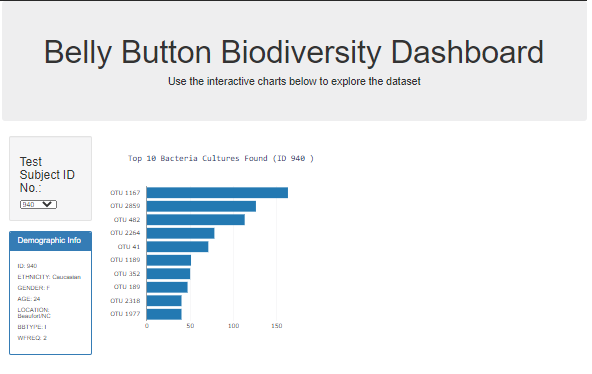 Belly Button Biodiversity Dashboard
Use the interactive charts below to explore the dataset
Test
Subject ID
No.:
940
Demographic Info
ID: 940
ETHNICITY: Caucasian
GENDER: F
AGE: 24
LOCATION:
Beaufort/NC
BBTYPE: I
WFREQ: 2
Top 10 Bacteria Cultures Found (ID 940 )
OTU 1167
OTU 2859
OTU 482
OTU 2264
OTU 41
OTU 1189
OTU 352
OTU 189
OTU 2318
OTU 1977
0 50 100 150